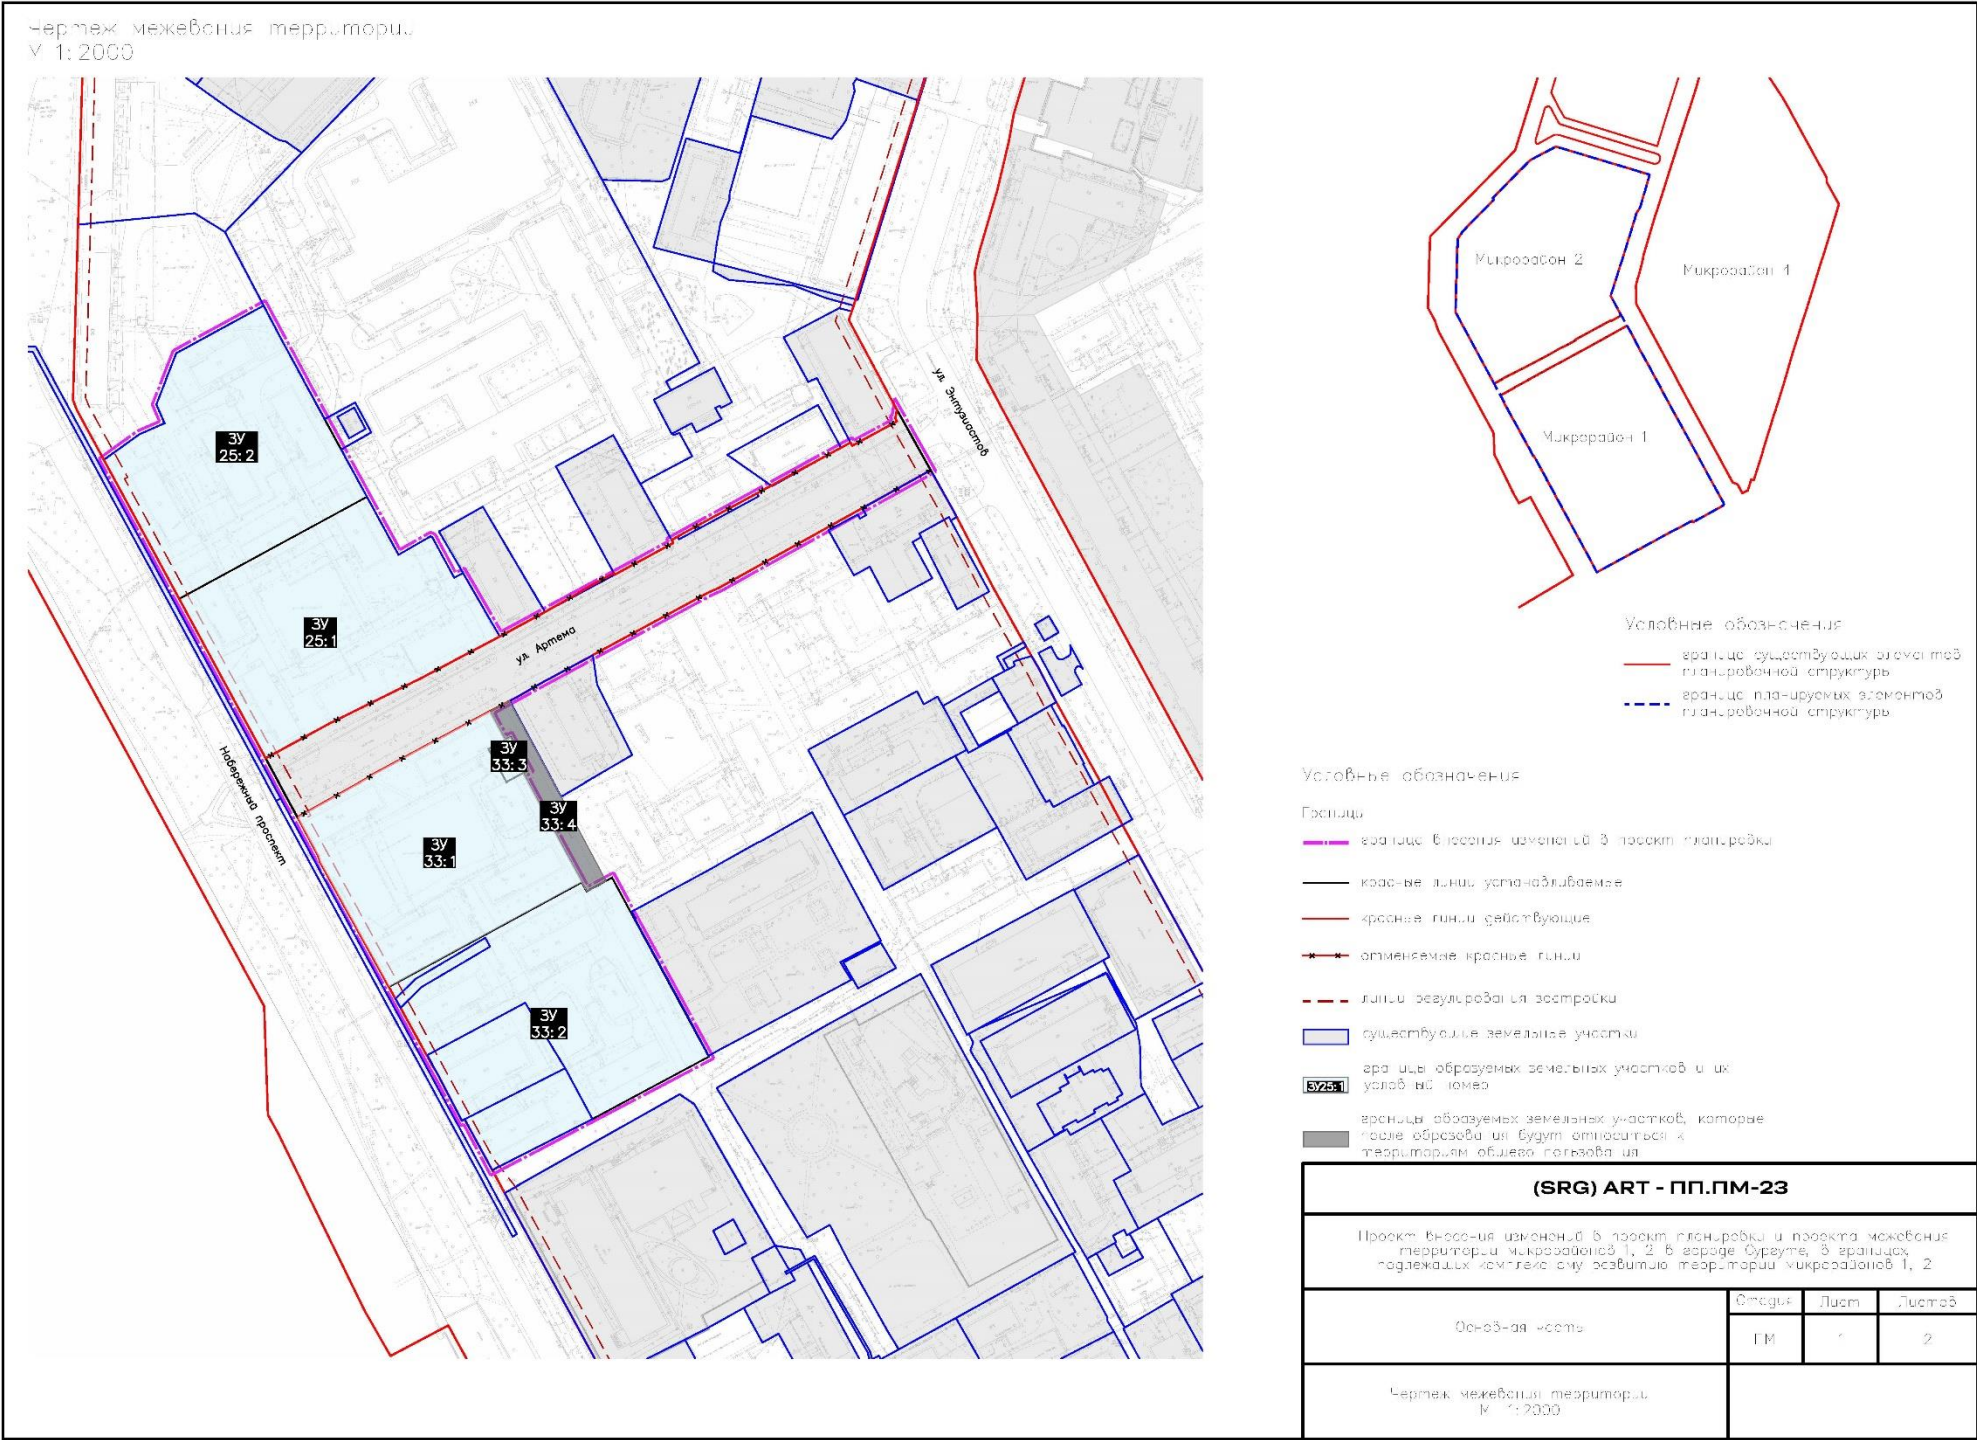 Чертеж межевания территории
М 1:2000
ЗУ
25:2
ЗУ
25:1
ул. Артема
ул. Энтузиастов
Набережный проспект
ЗУ
33:3
ЗУ
33:4
ЗУ
33:1
ЗУ
33:2
Микрорайон 2
Микрорайон 4
Микрорайон 1
Условные обозначения
граница существующих элементов
планировочной структуры
граница планируемых элементов
планировочной структуры
Условные обозначения
Границы
граница внесения изменений в проект планировки
красные линии устанавливаемые
красные линии действующие
отменяемые красные линии
линии регулирования застройки
существующие земельные участки
ЗУ25:1
границы образуемых земельных участков и их
условный номер
границы образуемых земельных участков, которые
после образования будут относиться к
территориям общего пользования
(SRG) ART - ПП.ПМ-23
Проект внесения изменений в проект планировки и проекта межевания
территории микрорайонов 1, 2 в городе Сургуте, в границах,
подлежащих комплексному развитию территории микрорайонов 1, 2
Основная часть
Стадия Лист Листов
ПМ 1 2
Чертеж межевания территории
М 1:2000